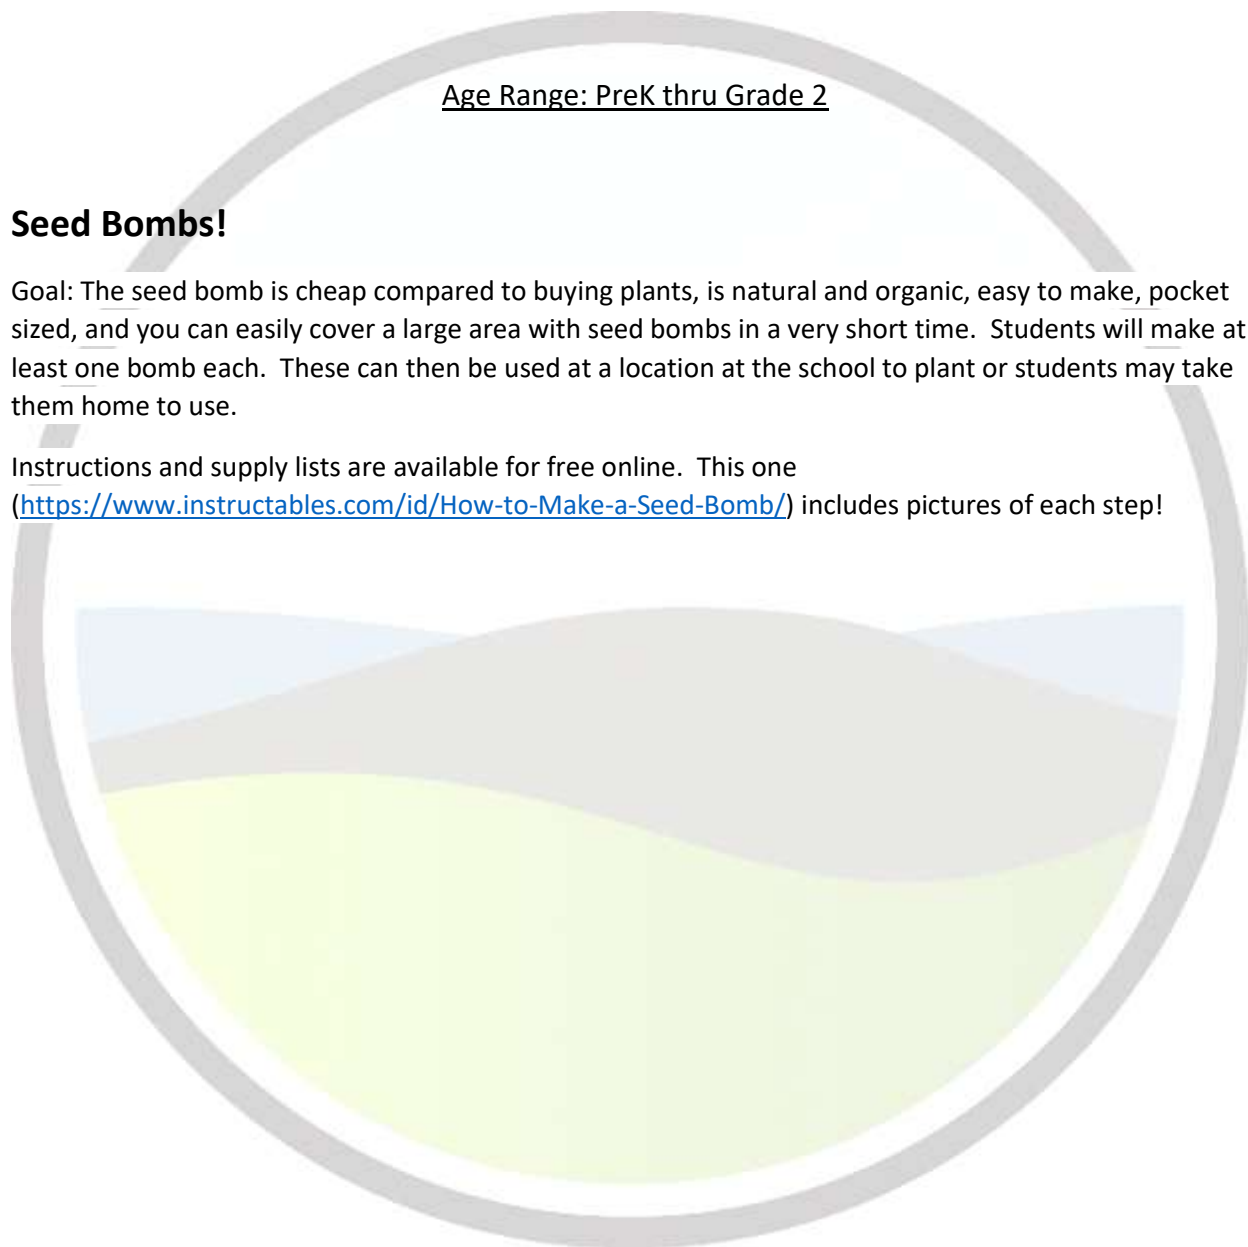 Age Range: PreK thru Grade 2
Seed Bombs!
Goal: The seed bomb is cheap compared to buying plants, is natural and organic, easy to make, pocket
sized, and you can easily cover a large area with seed bombs in a very short time.  Students will make at
least one bomb each.  These can then be used at a location at the school to plant or students may take
them home to use.
Instructions and supply lists are available for free online.  This one
(https://www.instructables.com/id/How-to-Make-a-Seed-Bomb/) includes pictures of each step!